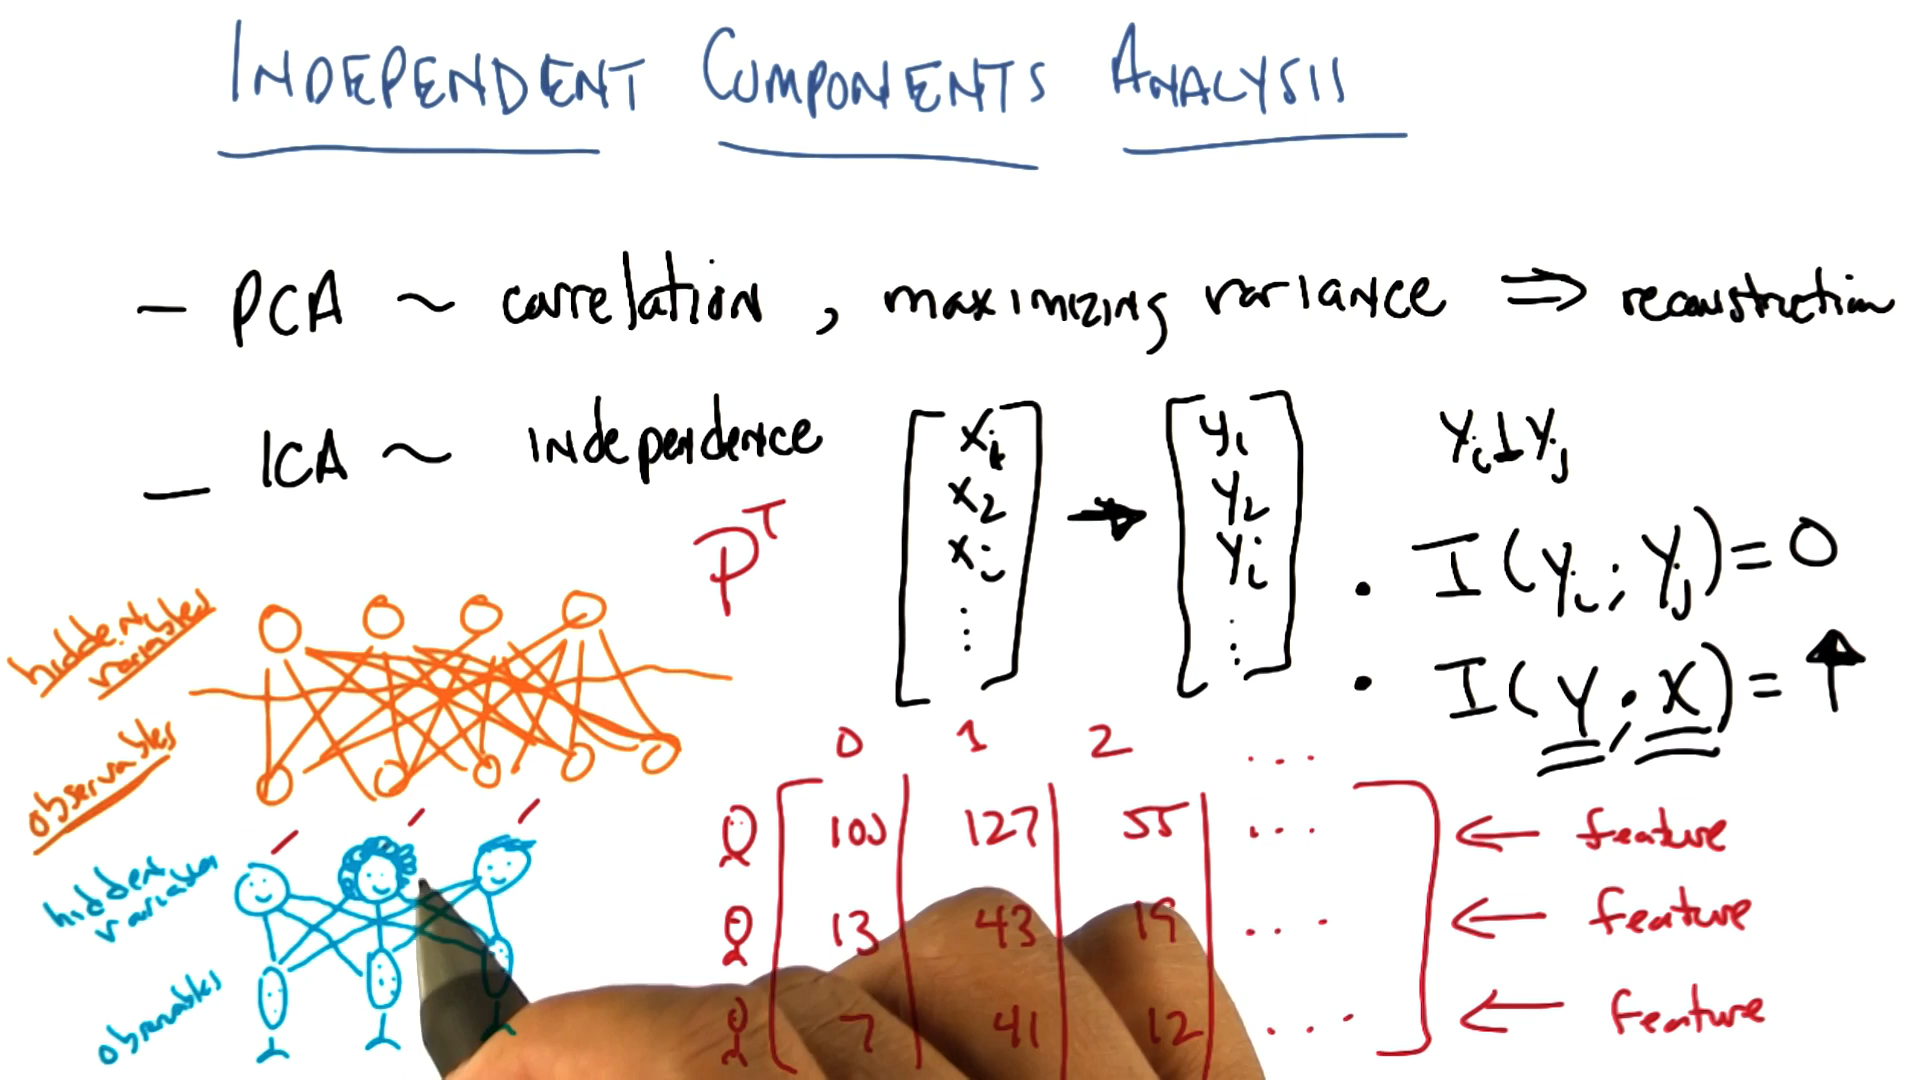 INDEPENDENT COMPONENTS ANALYSIS
- PCA ~ correlation, maximizing variance ⇒ reconstruction
- ICA ~ independence
P^T
x₁
x₂
xᵢ
⋮
→
y₁
y₂
yᵢ
⋮
yᵢ ⊥ yⱼ
· I(yᵢ; yⱼ) = 0
· I(Y; X) = ↑
hidden variables
observables
hidden variables
observables
0 1 2 ...
100 127 55 ... ← feature
13 43 19 ... ← feature
7 41 12 ... ← feature